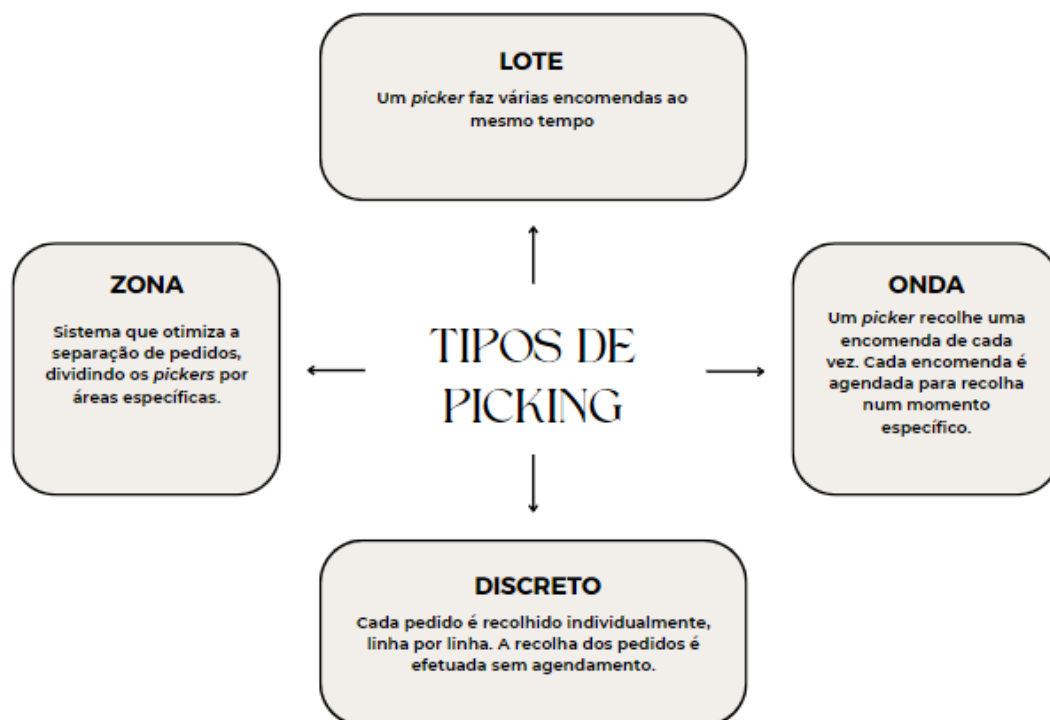 LOTE
Um picker faz várias encomendas ao
mesmo tempo
ZONA
Sistema que otimiza a
separação de pedidos,
dividindo os pickers por
áreas específicas.
TIPOS DE
PICKING
ONDA
Um picker recolhe uma
encomenda de cada
vez. Cada encomenda é
agendada para recolha
num momento
específico.
DISCRETO
Cada pedido é recolhido individualmente,
linha por linha. A recolha dos pedidos é
efetuada sem agendamento.